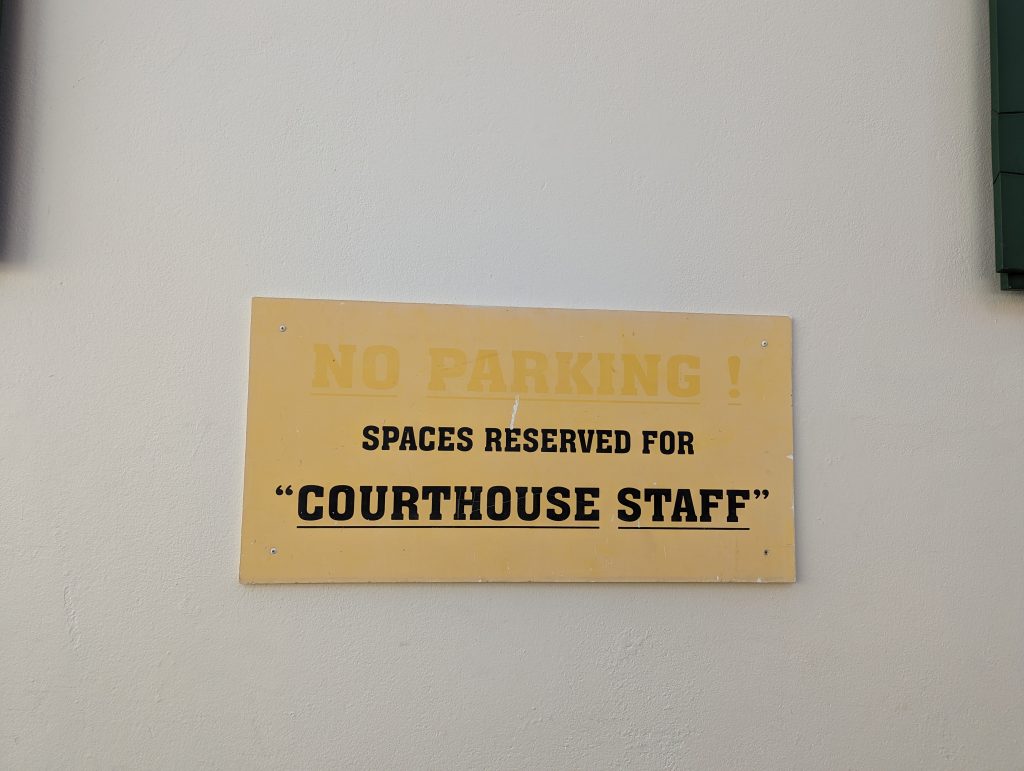 NO PARKING !
SPACES RESERVED FOR
“COURTHOUSE STAFF”